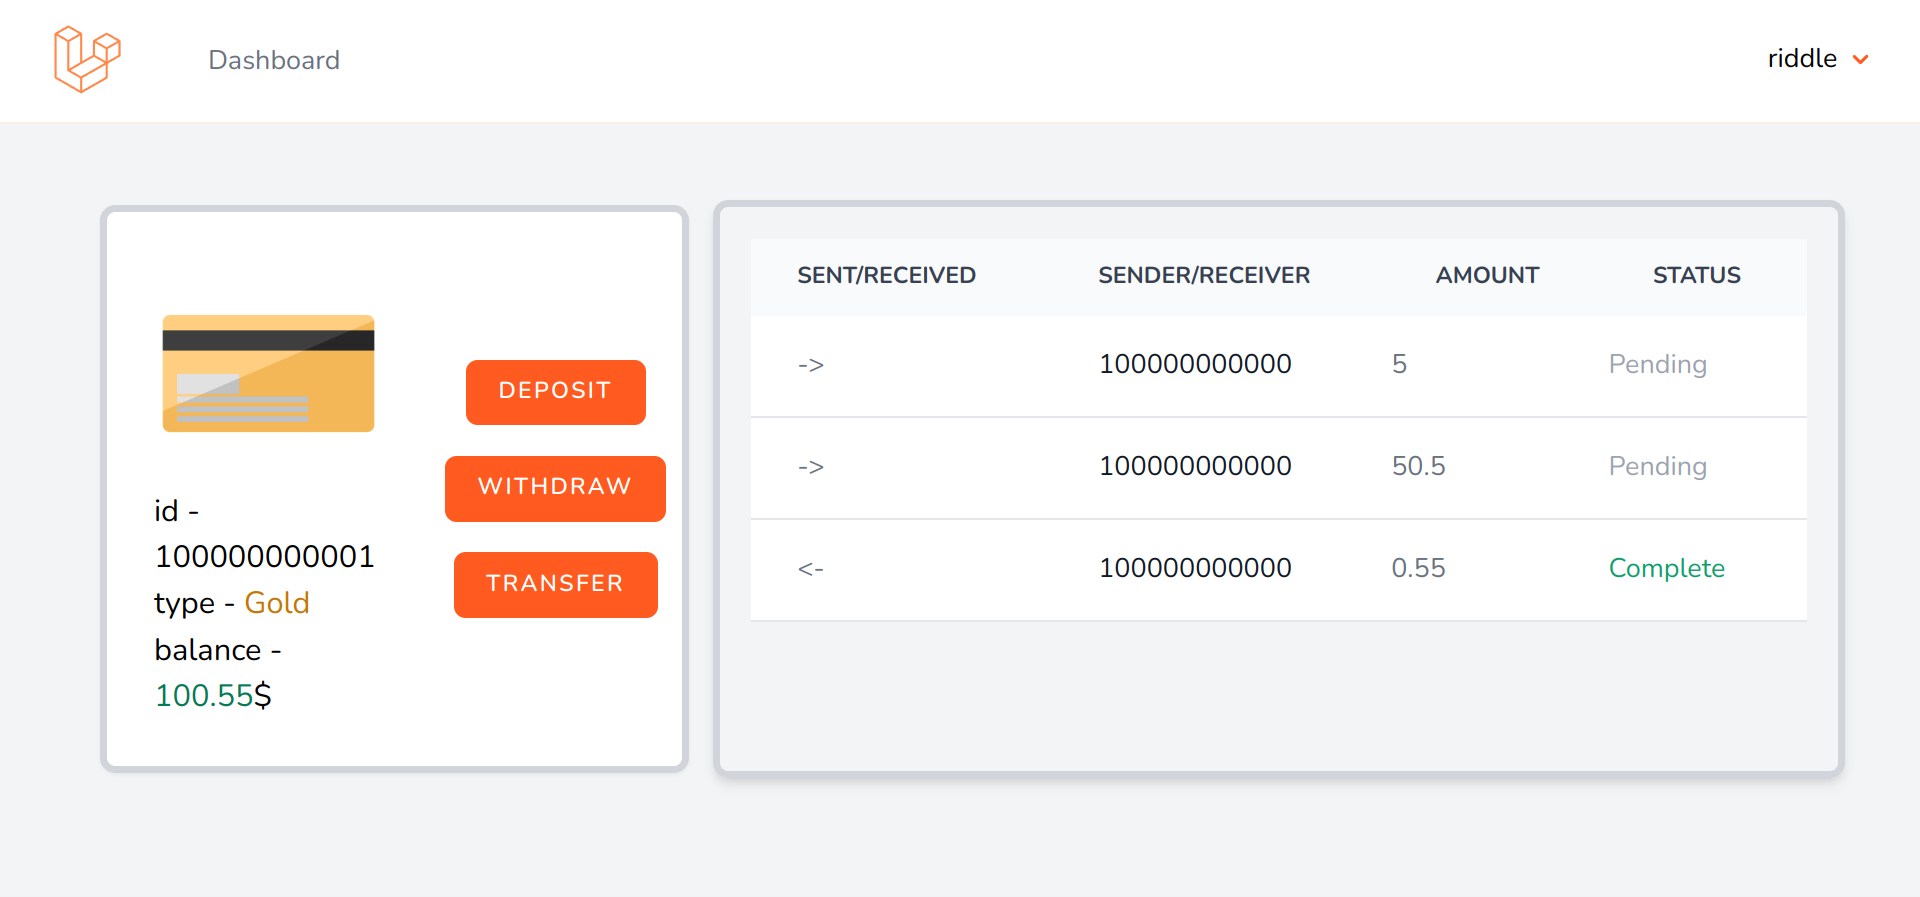 Dashboard
riddle
id -
100000000001
type - Gold
balance -
100.55$
DEPOSIT
WITHDRAW
TRANSFER
SENT/RECEIVED SENDER/RECEIVER AMOUNT STATUS
-> 100000000000 5 Pending
-> 100000000000 50.5 Pending
<- 100000000000 0.55 Complete